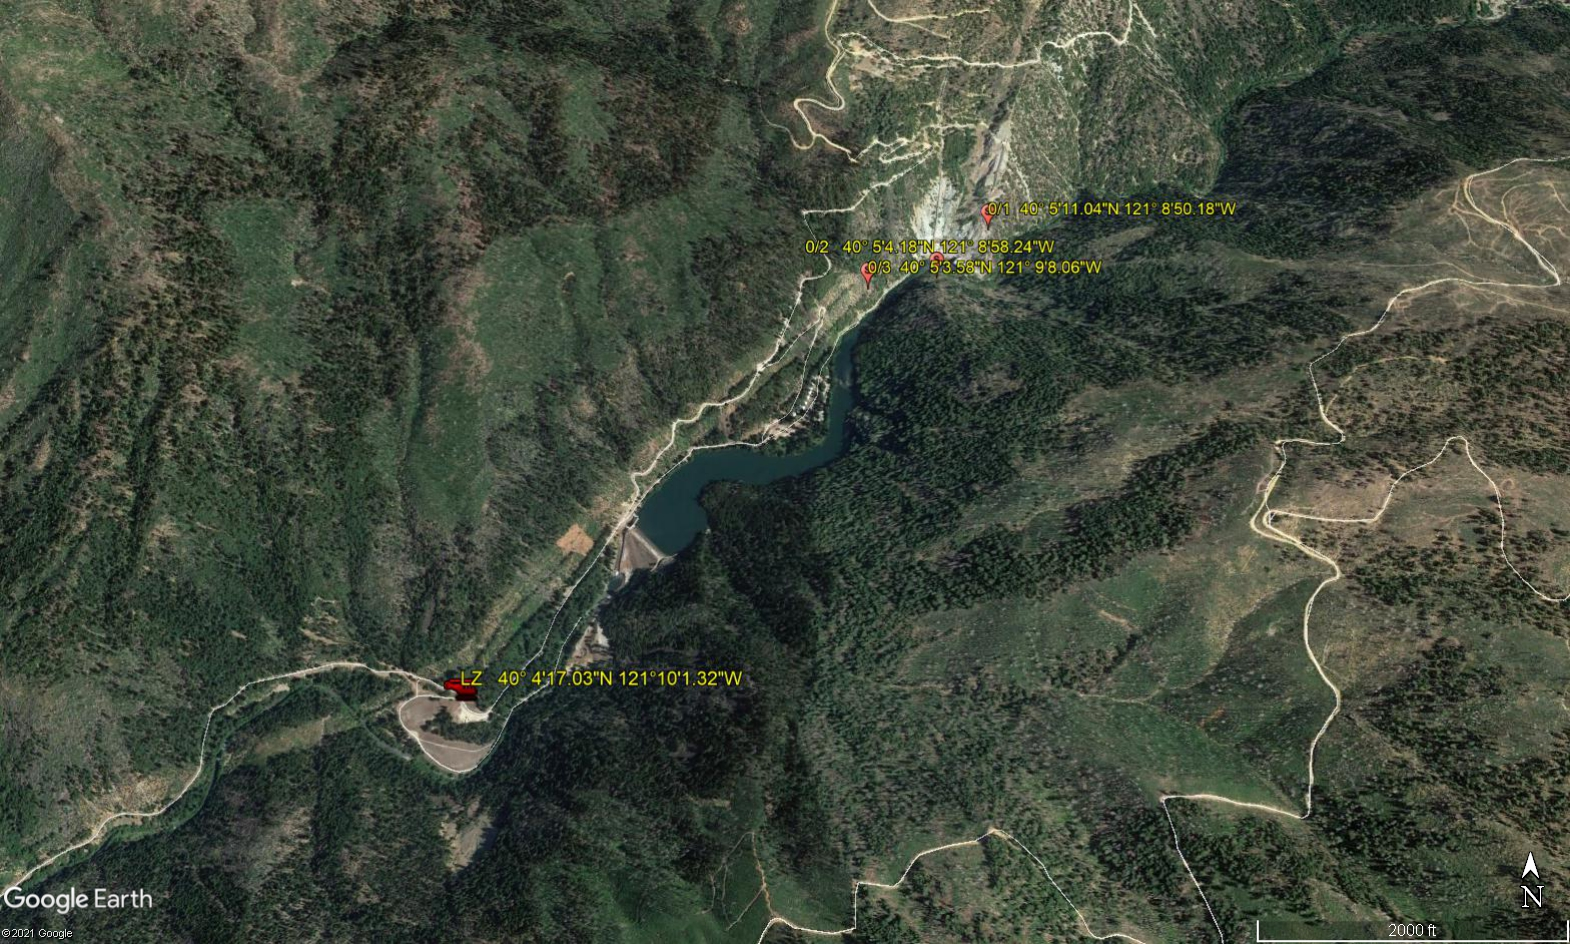 0/1 40° 5'11.04"N 121° 8'50.18"W
0/2 40° 5'4.18"N 121° 8'58.24"W
0/3 40° 5'3.58"N 121° 9'8.06"W
LZ 40° 4'17.03"N 121°10'1.32"W
N
Google Earth
2000 ft
©2021 Google